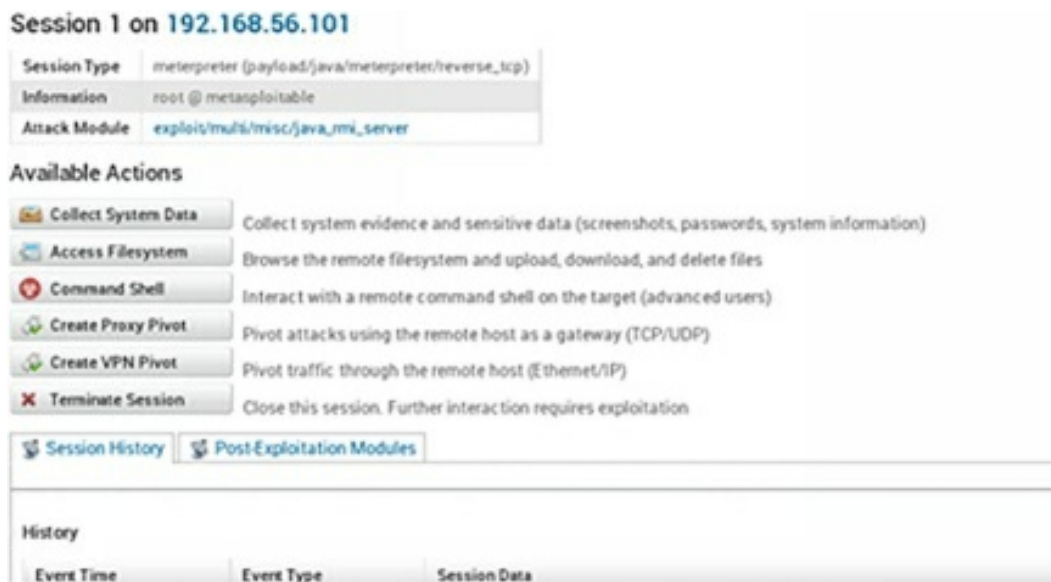 Session 1 on 192.168.56.101
Session Type meterpreter (payload/java/meterpreter/reverse_tcp)
Information root @ metasploitable
Attack Module exploit/multi/misc/java_rmi_server
Available Actions
Collect System Data Collect system evidence and sensitive data (screenshots, passwords, system information)
Access Filesystem Browse the remote filesystem and upload, download, and delete files
Command Shell Interact with a remote command shell on the target (advanced users)
Create Proxy Pivot Pivot attacks using the remote host as a gateway (TCP/UDP)
Create VPN Pivot Pivot traffic through the remote host (Ethernet/IP)
Terminate Session Close this session. Further interaction requires exploitation
Session History Post-Exploitation Modules
History
Event Time Event Type Session Data